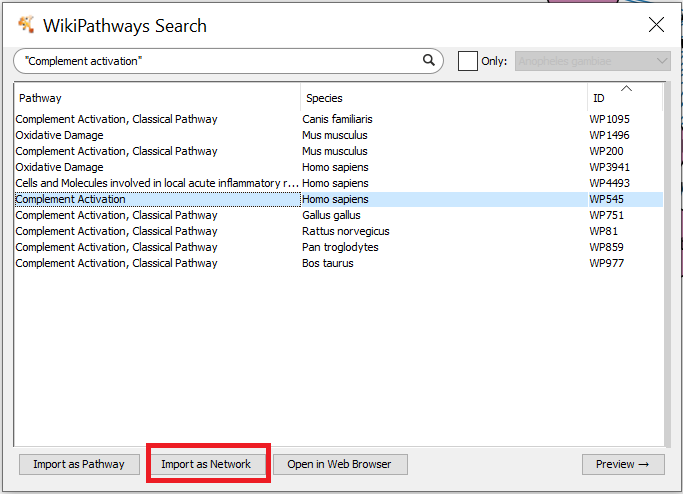 WikiPathways Search
"Complement activation"
Only:
Anopheles gambiae
Pathway Species ID
Complement Activation, Classical Pathway Canis familiaris WP1095
Oxidative Damage Mus musculus WP1496
Complement Activation, Classical Pathway Mus musculus WP200
Oxidative Damage Homo sapiens WP3941
Cells and Molecules involved in local acute inflammatory r... Homo sapiens WP4493
Complement Activation Homo sapiens WP545
Complement Activation, Classical Pathway Gallus gallus WP751
Complement Activation, Classical Pathway Rattus norvegicus WP81
Complement Activation, Classical Pathway Pan troglodytes WP859
Complement Activation, Classical Pathway Bos taurus WP977
Import as Pathway Import as Network Open in Web Browser Preview →